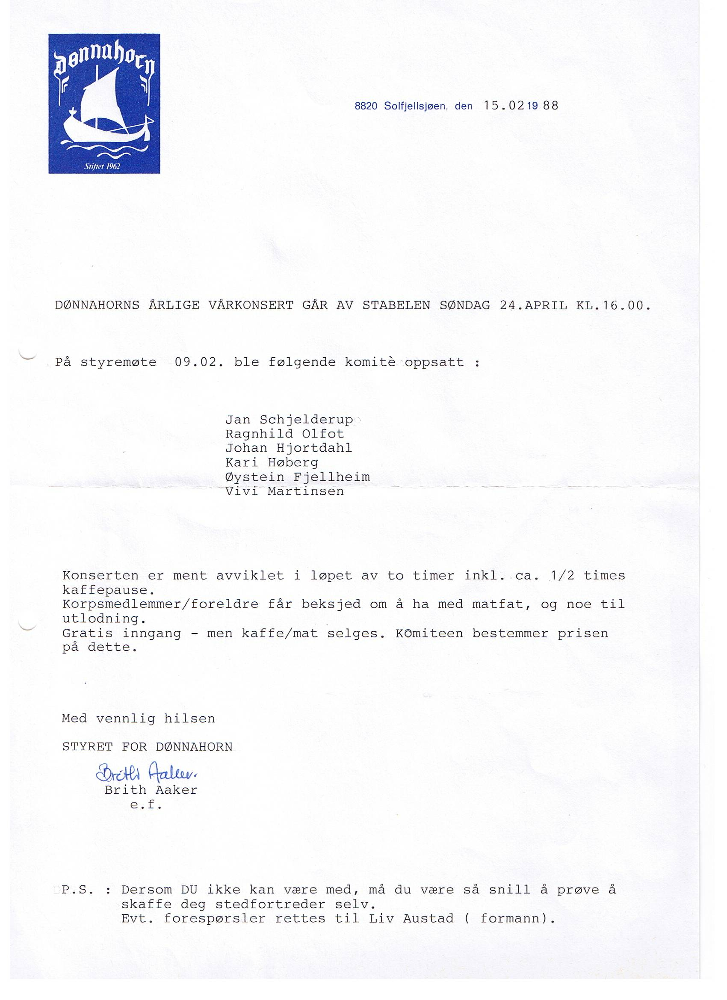 Dønnahorn
Stiftet 1962
8820 Solfjellsjøen, den 15.02 19 88
DØNNAHORNS ÅRLIGE VÅRKONSERT GÅR AV STABELEN SØNDAG 24.APRIL KL.16.00.
På styremøte 09.02. ble følgende komitè oppsatt :
Jan Schjelderup
Ragnhild Olfot
Johan Hjortdahl
Kari Høberg
Øystein Fjellheim
Vivi Martinsen
Konserten er ment avviklet i løpet av to timer inkl. ca. 1/2 times
kaffepause.
Korpsmedlemmer/foreldre får beksjed om å ha med matfat, og noe til
utlodning.
Gratis inngang - men kaffe/mat selges. KOmiteen bestemmer prisen
på dette.
Med vennlig hilsen
STYRET FOR DØNNAHORN
Brith Aaker
Brith Aaker
e.f.
P.S. : Dersom DU ikke kan være med, må du være så snill å prøve å
skaffe deg stedfortreder selv.
Evt. forespørsler rettes til Liv Austad ( formann).